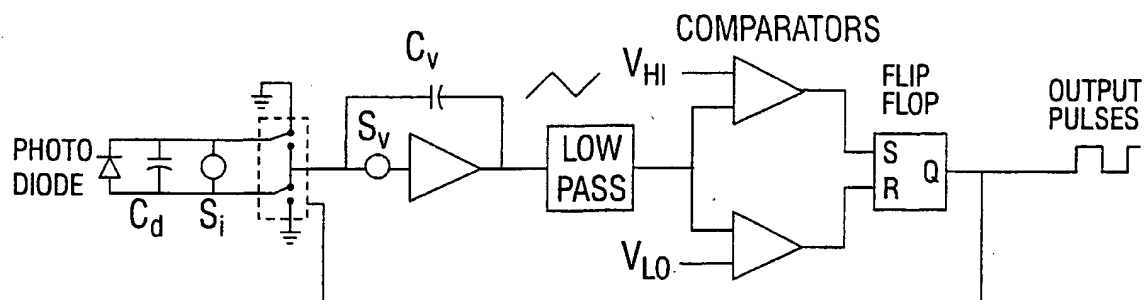 COMPARATORS
C_v
V_HI
FLIP
FLOP
OUTPUT
PULSES
PHOTO
DIODE
S_v
LOW
PASS
S
Q
R
C_d
S_i
V_LO